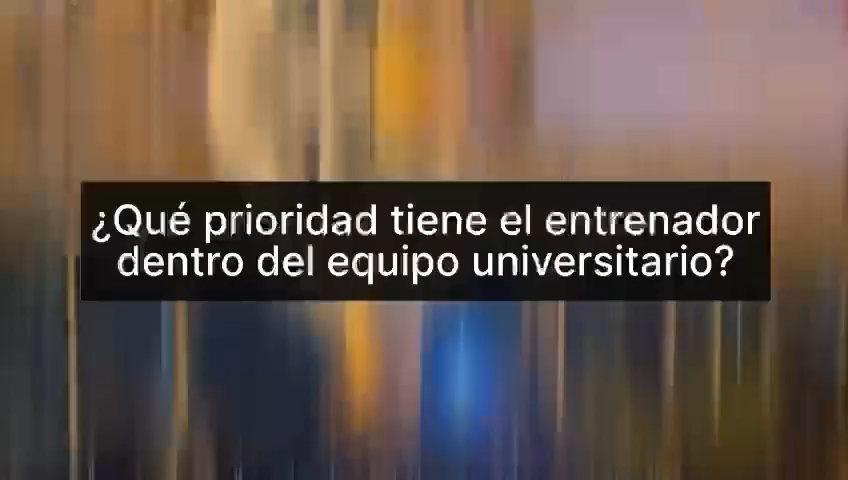 ¿Qué prioridad tiene el entrenador
dentro del equipo universitario?